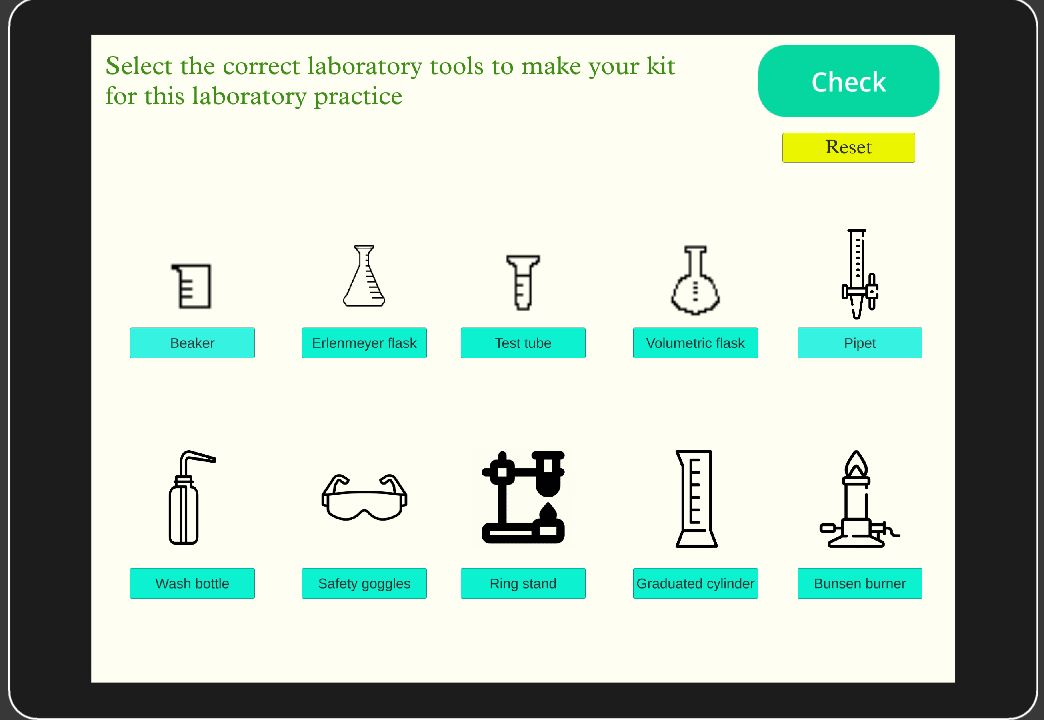 Select the correct laboratory tools to make your kit
for this laboratory practice
Check
Reset
Beaker
Erlenmeyer flask
Test tube
Volumetric flask
Pipet
Wash bottle
Safety goggles
Ring stand
Graduated cylinder
Bunsen burner